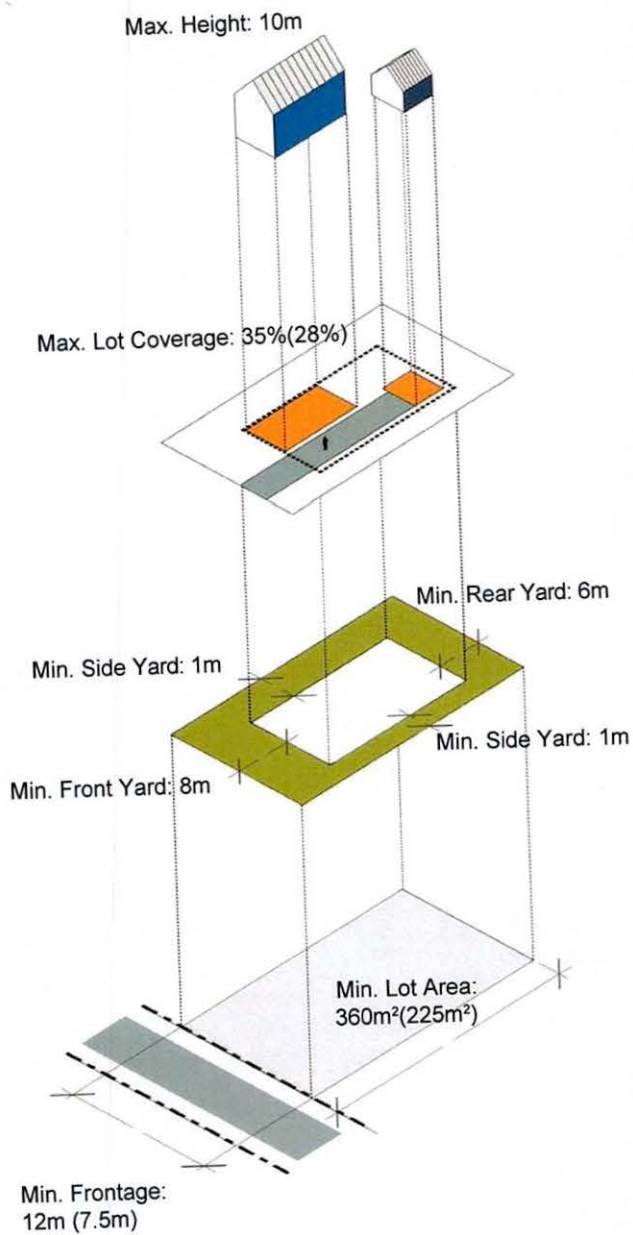 Max. Height: 10m
Max. Lot Coverage: 35%(28%)
Min. Rear Yard: 6m
Min. Side Yard: 1m
Min. Side Yard: 1m
Min. Front Yard: 8m
Min. Lot Area:
360m²(225m²)
Min. Frontage:
12m (7.5m)